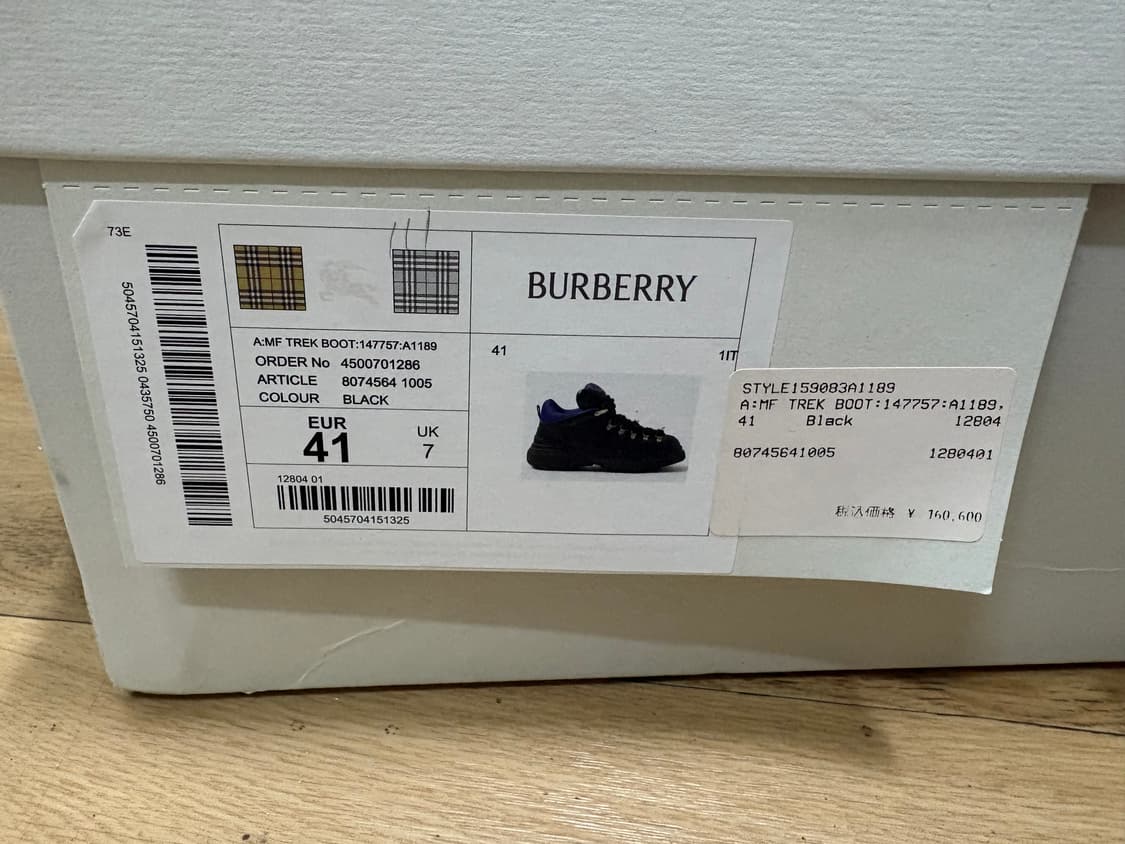 73E
5045704151325 0435750 4500701286
BURBERRY
A:MF TREK BOOT:147757:A1189
ORDER No 4500701286
ARTICLE 8074564 1005
COLOUR BLACK
EUR
41
UK
7
12804 01
5045704151325
41
1IT
STYLE159083A1189
A:MF TREK BOOT:147757:A1189,
41 Black 12804
80745641005 1280401
税込価格 ¥ 160,600